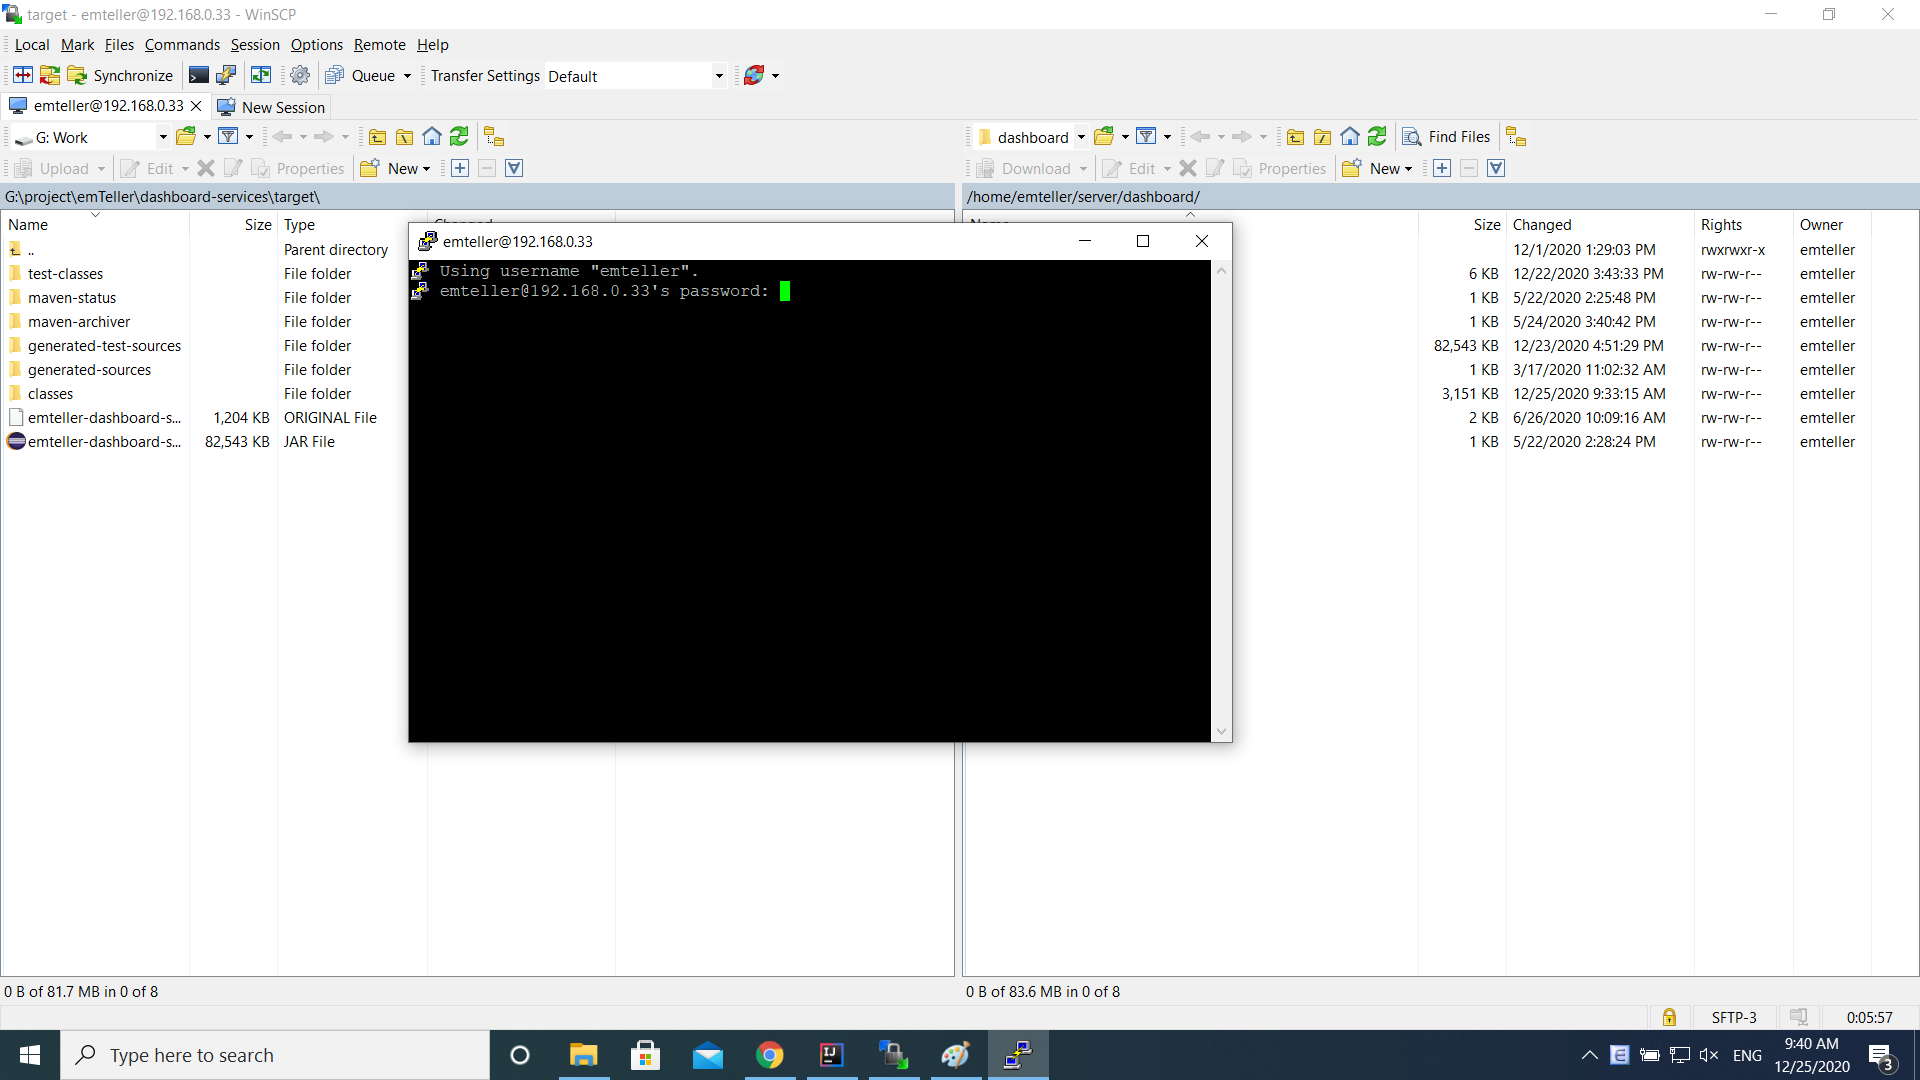 target - emteller@192.168.0.33 - WinSCP
Local Mark Files Commands Session Options Remote Help
Synchronize Queue Transfer Settings Default
emteller@192.168.0.33 New Session
G: Work
Upload Edit Properties New
G:\project\emTeller\dashboard-services\target\
Name Size Type
.. Parent directory
test-classes File folder
maven-status File folder
maven-archiver File folder
generated-test-sources File folder
generated-sources File folder
classes File folder
emteller-dashboard-s... 1,204 KB ORIGINAL File
emteller-dashboard-s... 82,543 KB JAR File
0 B of 81.7 MB in 0 of 8
emteller@192.168.0.33
Using username "emteller".
emteller@192.168.0.33's password:
dashboard Find Files
Download Edit Properties New
/home/emteller/server/dashboard/
Size Changed Rights Owner
12/1/2020 1:29:03 PM rwxrwxr-x emteller
6 KB 12/22/2020 3:43:33 PM rw-rw-r-- emteller
1 KB 5/22/2020 2:25:48 PM rw-rw-r-- emteller
1 KB 5/24/2020 3:40:42 PM rw-rw-r-- emteller
82,543 KB 12/23/2020 4:51:29 PM rw-rw-r-- emteller
1 KB 3/17/2020 11:02:32 AM rw-rw-r-- emteller
3,151 KB 12/25/2020 9:33:15 AM rw-rw-r-- emteller
2 KB 6/26/2020 10:09:16 AM rw-rw-r-- emteller
1 KB 5/22/2020 2:28:24 PM rw-rw-r-- emteller
0 B of 83.6 MB in 0 of 8
SFTP-3 0:05:57
Type here to search
ENG
9:40 AM
12/25/2020
3